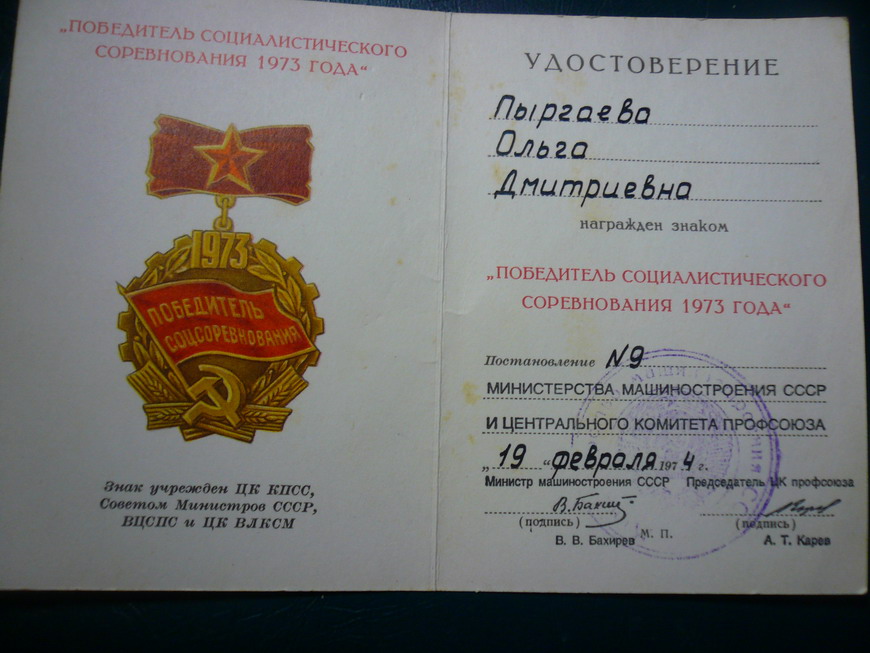 „ПОБЕДИТЕЛЬ СОЦИАЛИСТИЧЕСКОГО
СОРЕВНОВАНИЯ 1973 ГОДА“
1973
ПОБЕДИТЕЛЬ
СОЦСОРЕВНОВАНИЯ
Знак учрежден ЦК КПСС,
Советом Министров СССР,
ВЦСПС и ЦК ВЛКСМ
УДОСТОВЕРЕНИЕ
Пыргаева
Ольга
Дмитриевна
награжден знаком
„ПОБЕДИТЕЛЬ СОЦИАЛИСТИЧЕСКОГО
СОРЕВНОВАНИЯ 1973 ГОДА“
Постановление №9
МИНИСТЕРСТВА МАШИНОСТРОЕНИЯ СССР
И ЦЕНТРАЛЬНОГО КОМИТЕТА ПРОФСОЮЗА
„19“ февраля 1974 г.
Министр машиностроения СССР Председатель ЦК профсоюза
В. Бахир
(подпись) (подпись)
М. П.
В. В. Бахирев А. Т. Карев